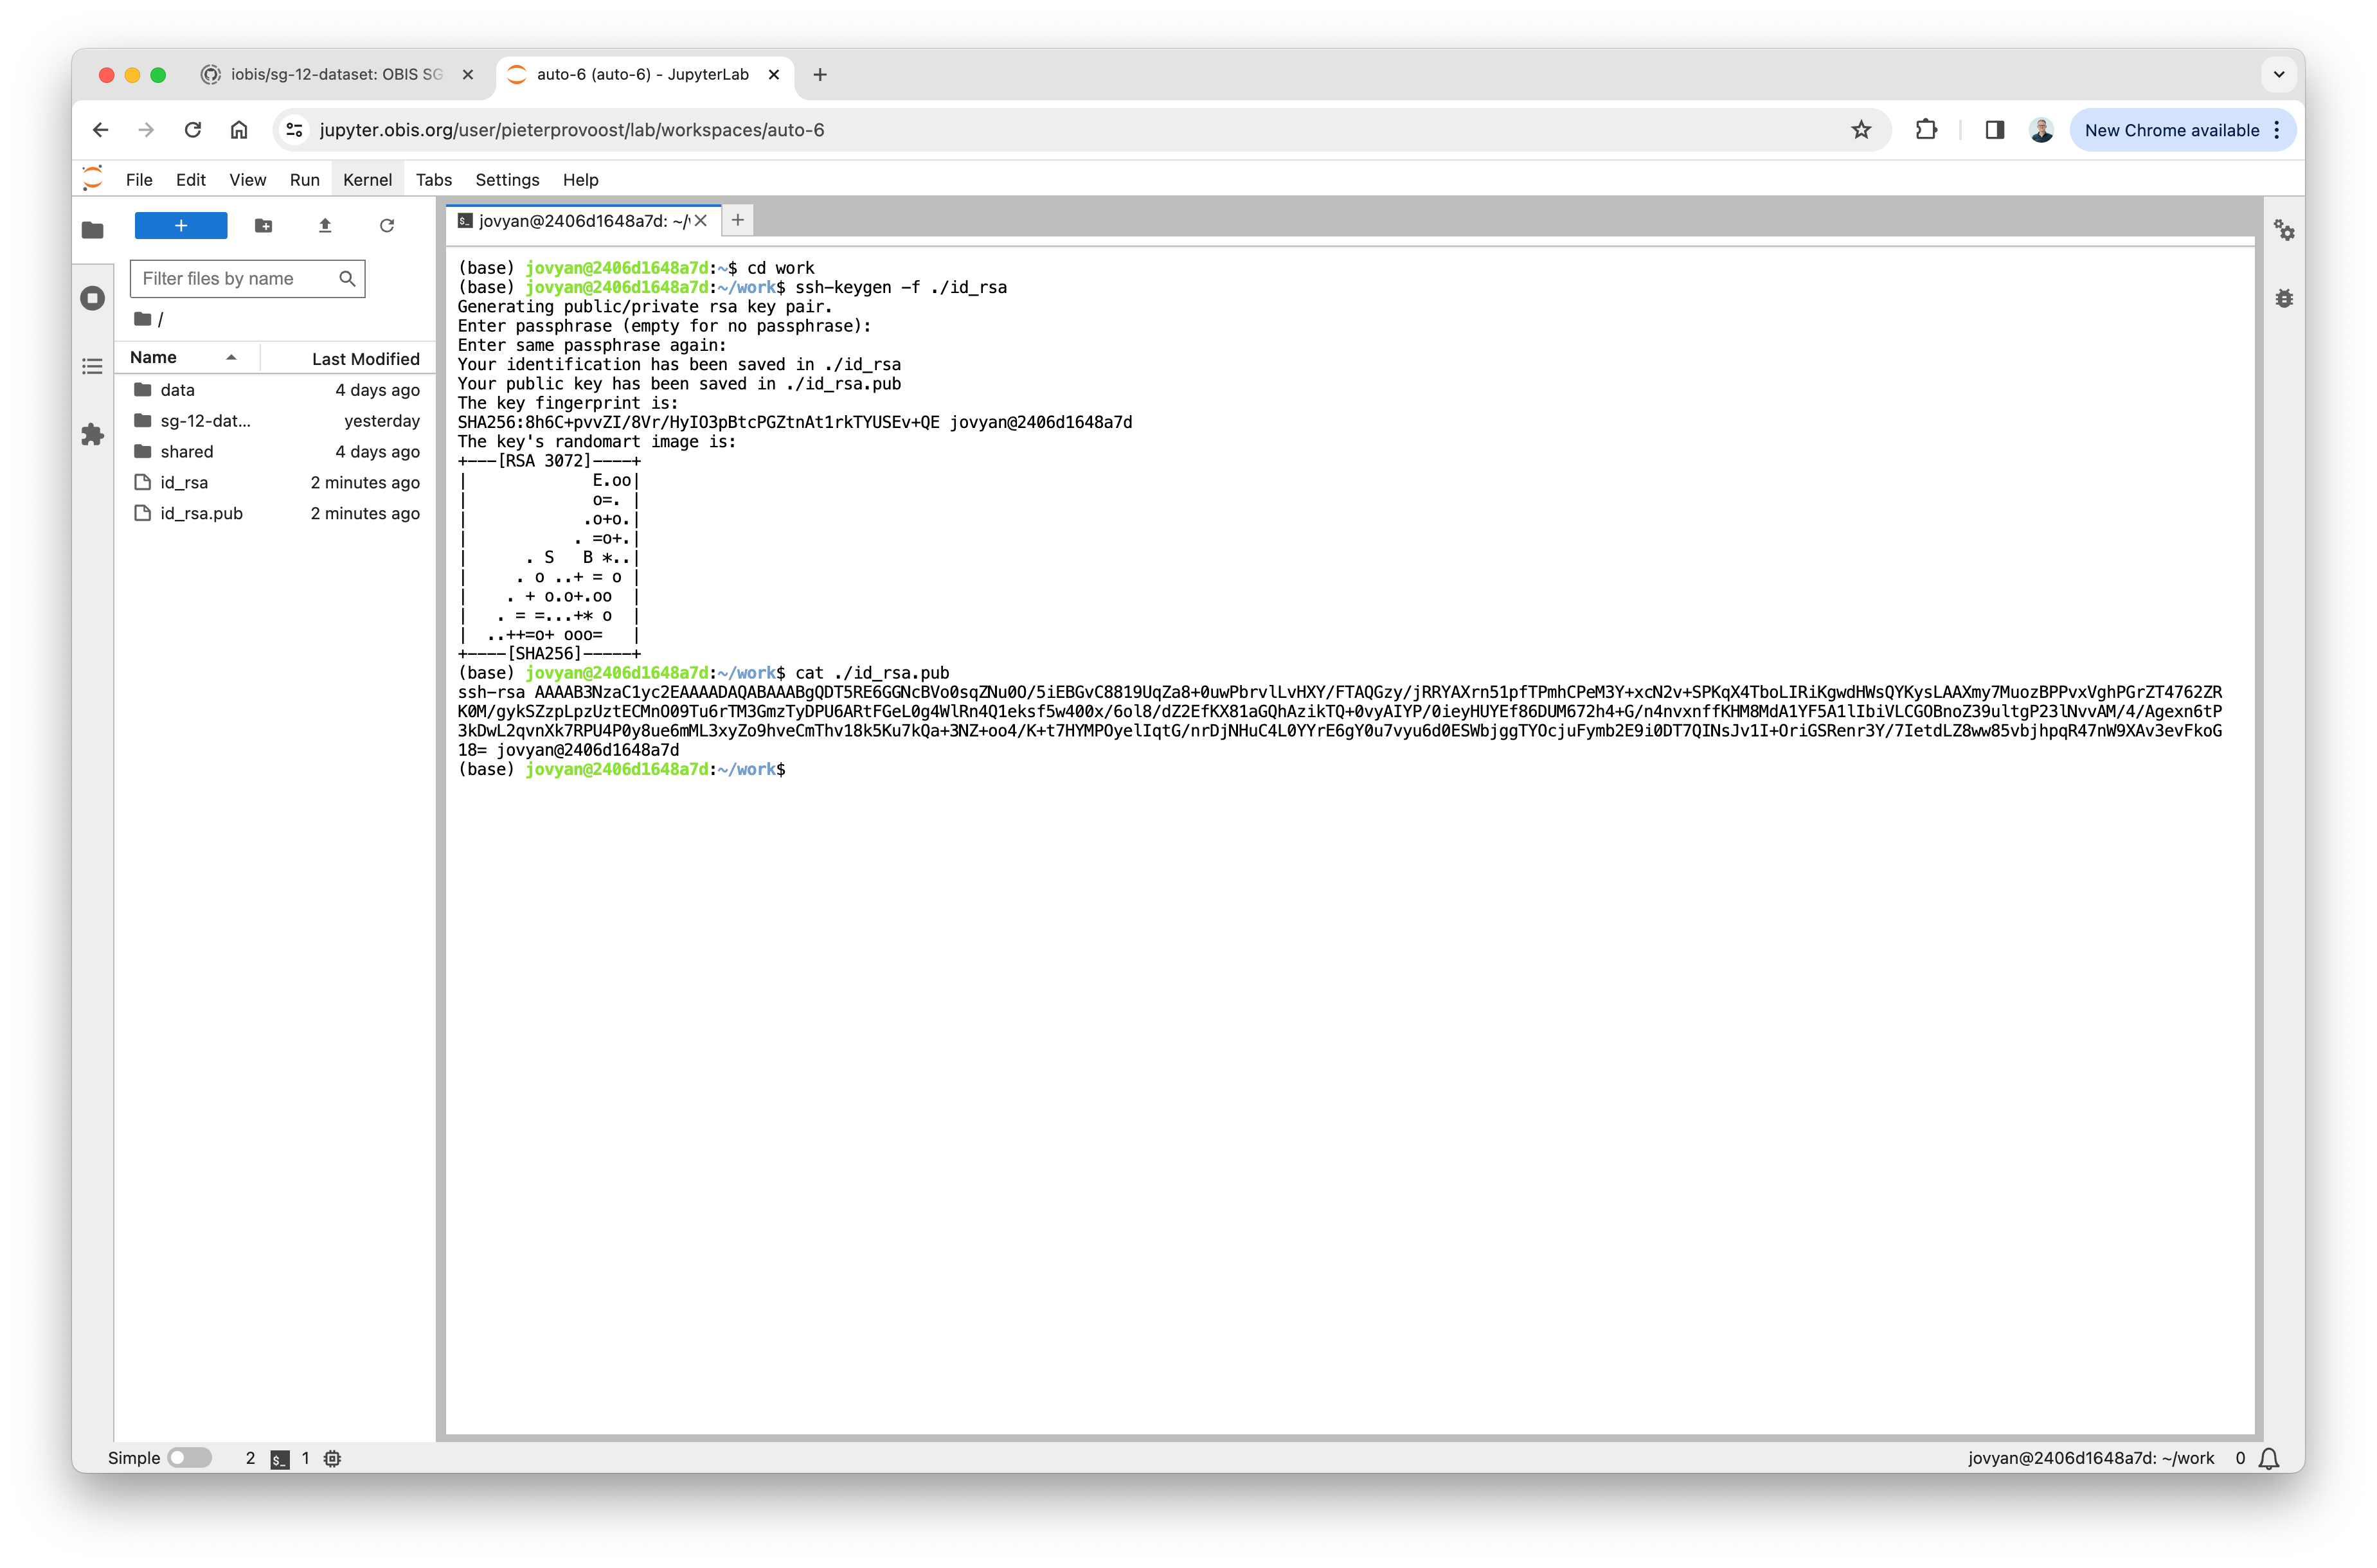 iobis/sg-12-dataset: OBIS SG
auto-6 (auto-6) - JupyterLab
jupyter.obis.org/user/pieterprovoost/lab/workspaces/auto-6
New Chrome available
File Edit View Run Kernel Tabs Settings Help
jovyan@2406d1648a7d: ~/
Filter files by name
/
Name Last Modified
data 4 days ago
sg-12-dat... yesterday
shared 4 days ago
id_rsa 2 minutes ago
id_rsa.pub 2 minutes ago
(base) jovyan@2406d1648a7d:~$ cd work
(base) jovyan@2406d1648a7d:~/work$ ssh-keygen -f ./id_rsa
Generating public/private rsa key pair.
Enter passphrase (empty for no passphrase):
Enter same passphrase again:
Your identification has been saved in ./id_rsa
Your public key has been saved in ./id_rsa.pub
The key fingerprint is:
SHA256:8h6C+pvvZI/8Vr/HyIO3pBtcPGZtnAt1rkTYUSEv+QE jovyan@2406d1648a7d
The key's randomart image is:
+---[RSA 3072]----+
|             E.oo|
|             o=. |
|            .o+o.|
|           . =o+.|
|      . S   B *..|
|     . o ..+ = o |
|    . + o.o+.oo  |
|   . = =...+* o  |
|  ..++=o+ ooo=   |
+----[SHA256]-----+
(base) jovyan@2406d1648a7d:~/work$ cat ./id_rsa.pub
ssh-rsa AAAAB3NzaC1yc2EAAAADAQABAAABgQDT5RE6GGNcBVo0sqZNu0O/5iEBGvC8819UqZa8+0uwPbrvlLvHXY/FTAQGzy/jRRYAXrn51pfTPmhCPeM3Y+xcN2v+SPKqX4TboLIRiKgwdHWsQYKysLAAXmy7MuozBPPvxVghPGrZT4762ZR
K0M/gykSZzpLpzUztECMnO09Tu6rTM3GmzTyDPU6ARtFGeL0g4WlRn4Q1eksf5w400x/6ol8/dZ2EfKX81aGQhAzikTQ+0vyAIYP/0ieyHUYEf86DUM672h4+G/n4nvxnffKHM8MdA1YF5A1lIbiVLCGOBnoZ39ultgP23lNvvAM/4/Agexn6tP
3kDwL2qvnXk7RPU4P0y8ue6mML3xyZo9hveCmThv18k5Ku7kQa+3NZ+oo4/K+t7HYMPOyelIqtG/nrDjNHuC4L0YYrE6gY0u7vyu6d0ESWbjggTYOcjuFymb2E9i0DT7QINsJv1I+OriGSRenr3Y/7IetdLZ8ww85vbjhpqR47nW9XAv3evFkoG
18= jovyan@2406d1648a7d
(base) jovyan@2406d1648a7d:~/work$
Simple 2 $_ 1
jovyan@2406d1648a7d: ~/work 0